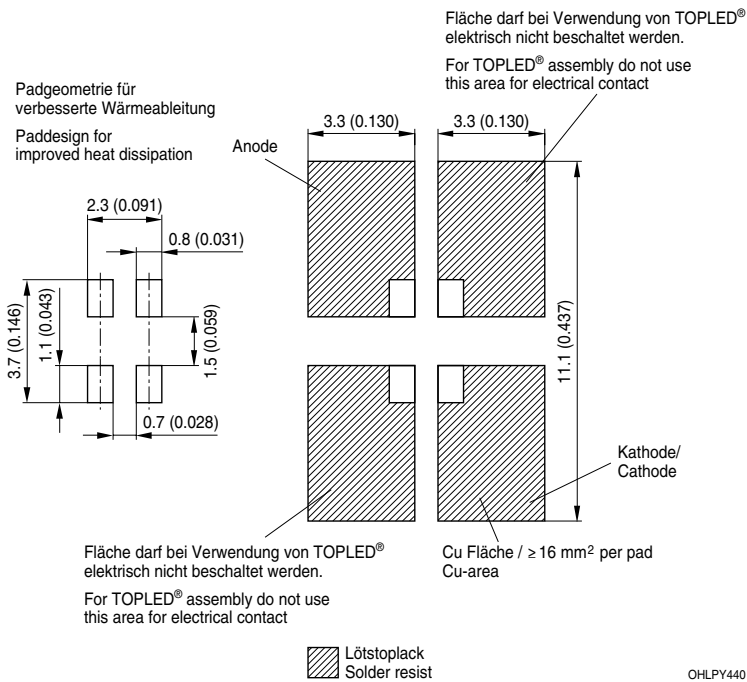 Fläche darf bei Verwendung von TOPLED®
elektrisch nicht beschaltet werden.
For TOPLED® assembly do not use
this area for electrical contact
Padgeometrie für
verbesserte Wärmeableitung
Paddesign for
improved heat dissipation
Anode
3.3 (0.130)
3.3 (0.130)
2.3 (0.091)
0.8 (0.031)
3.7 (0.146)
1.1 (0.043)
1.5 (0.059)
11.1 (0.437)
0.7 (0.028)
Kathode/
Cathode
Fläche darf bei Verwendung von TOPLED®
elektrisch nicht beschaltet werden.
For TOPLED® assembly do not use
this area for electrical contact
Cu Fläche / ≥ 16 mm² per pad
Cu-area
Lötstoplack
Solder resist
OHLPY440